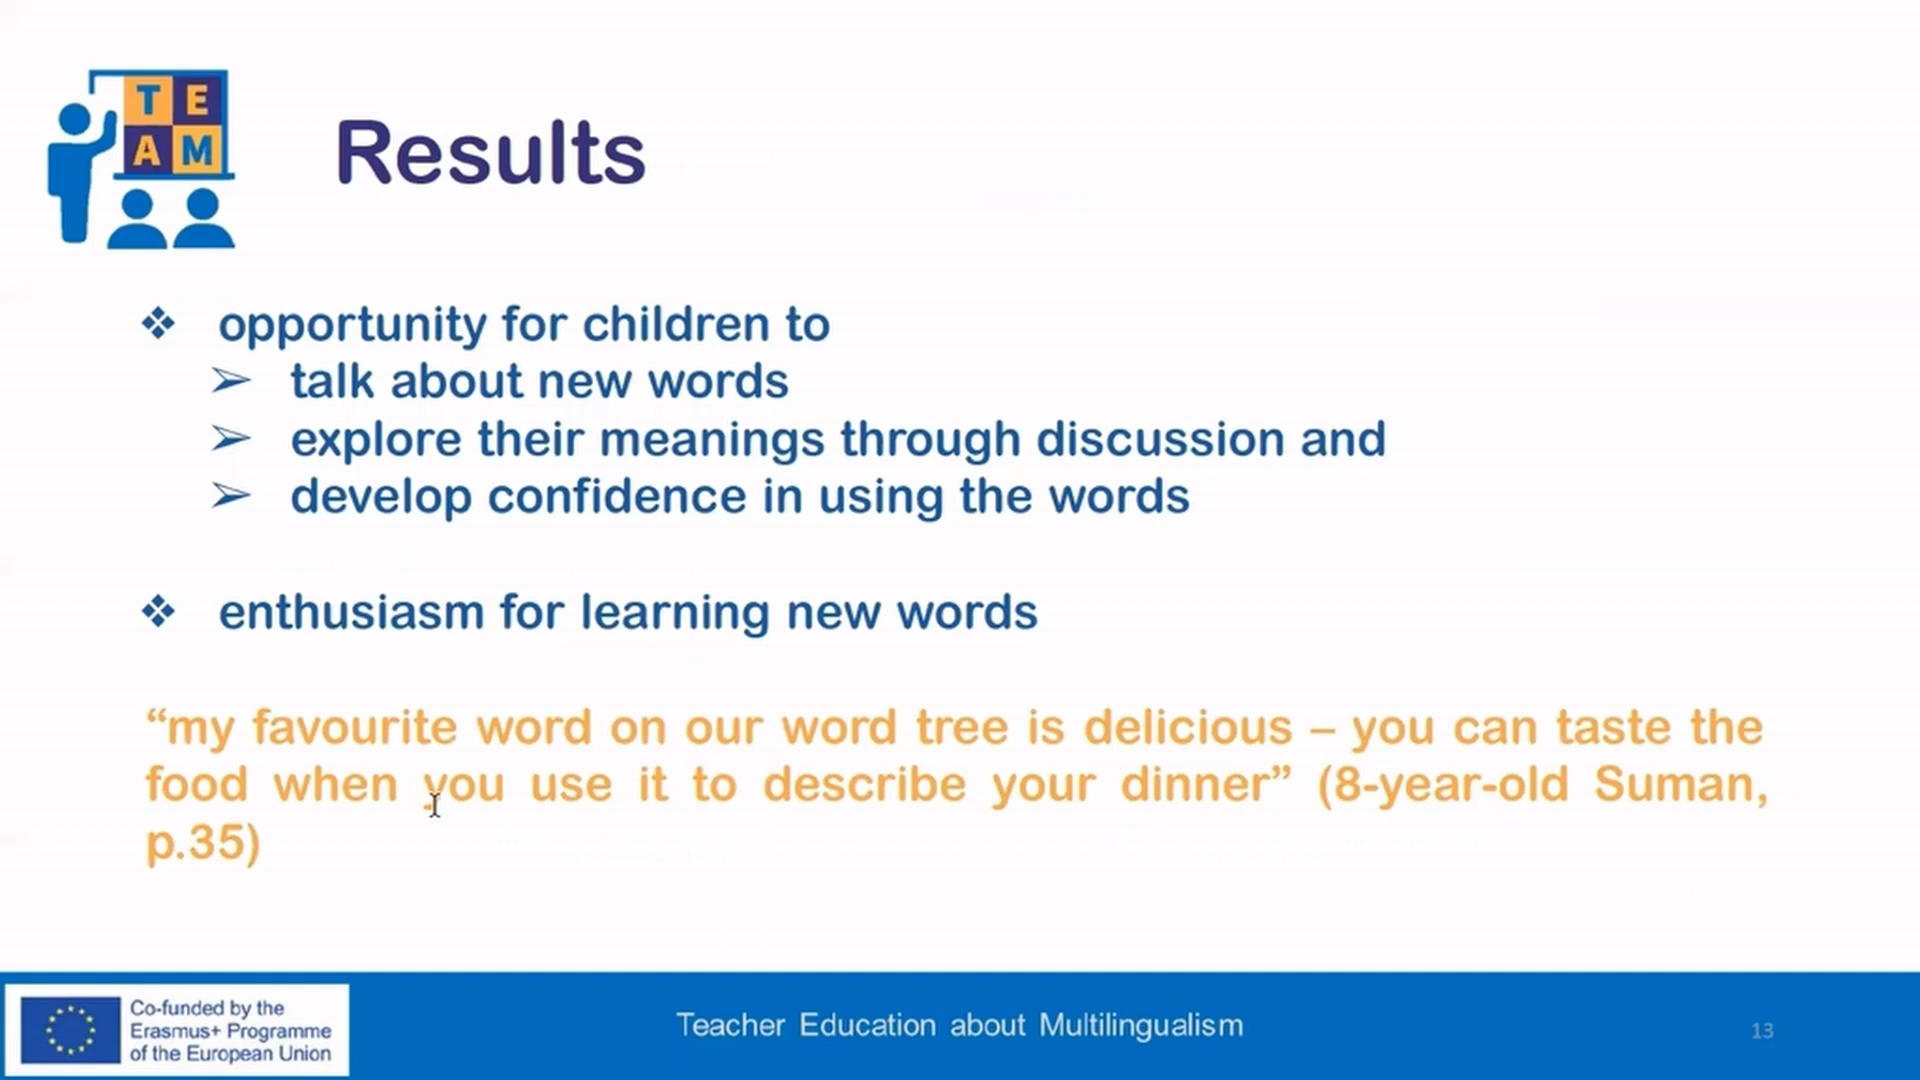 T E
A M
Results
❖ opportunity for children to
➢ talk about new words
➢ explore their meanings through discussion and
➢ develop confidence in using the words
❖ enthusiasm for learning new words
“my favourite word on our word tree is delicious – you can taste the
food when you use it to describe your dinner” (8-year-old Suman,
p.35)
Co-funded by the
Erasmus+ Programme
of the European Union
Teacher Education about Multilingualism
13